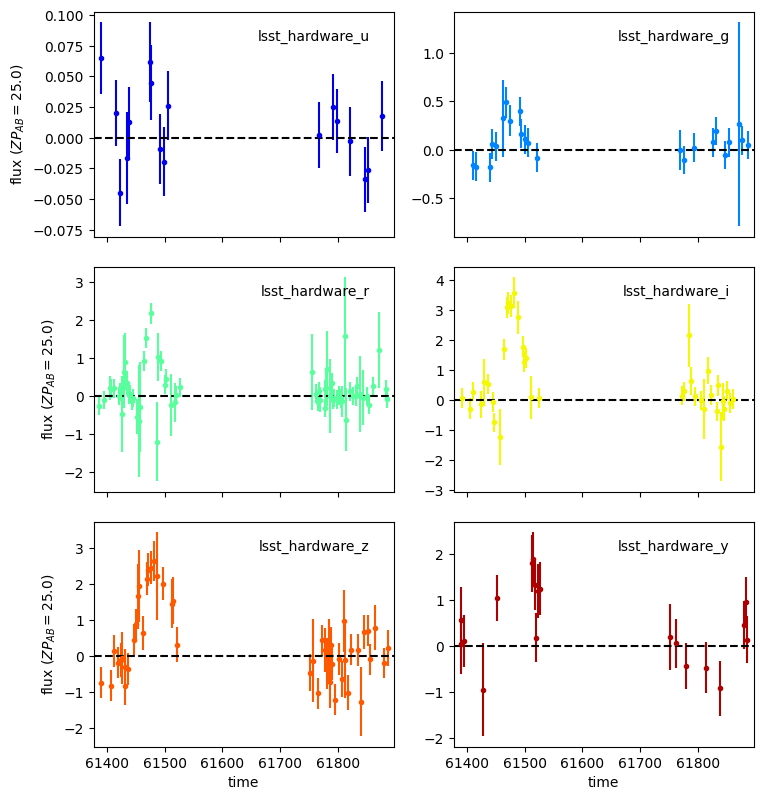 lsst_hardware_u
0.100
0.075
0.050
0.025
0.000
−0.025
−0.050
−0.075
flux (ZP_AB = 25.0)
lsst_hardware_g
1.0
0.5
0.0
−0.5
lsst_hardware_r
3
2
1
0
−1
−2
flux (ZP_AB = 25.0)
lsst_hardware_i
4
3
2
1
0
−1
−2
−3
lsst_hardware_z
3
2
1
0
−1
−2
flux (ZP_AB = 25.0)
61400 61500 61600 61700 61800
time
lsst_hardware_y
2
1
0
−1
−2
61400 61500 61600 61700 61800
time